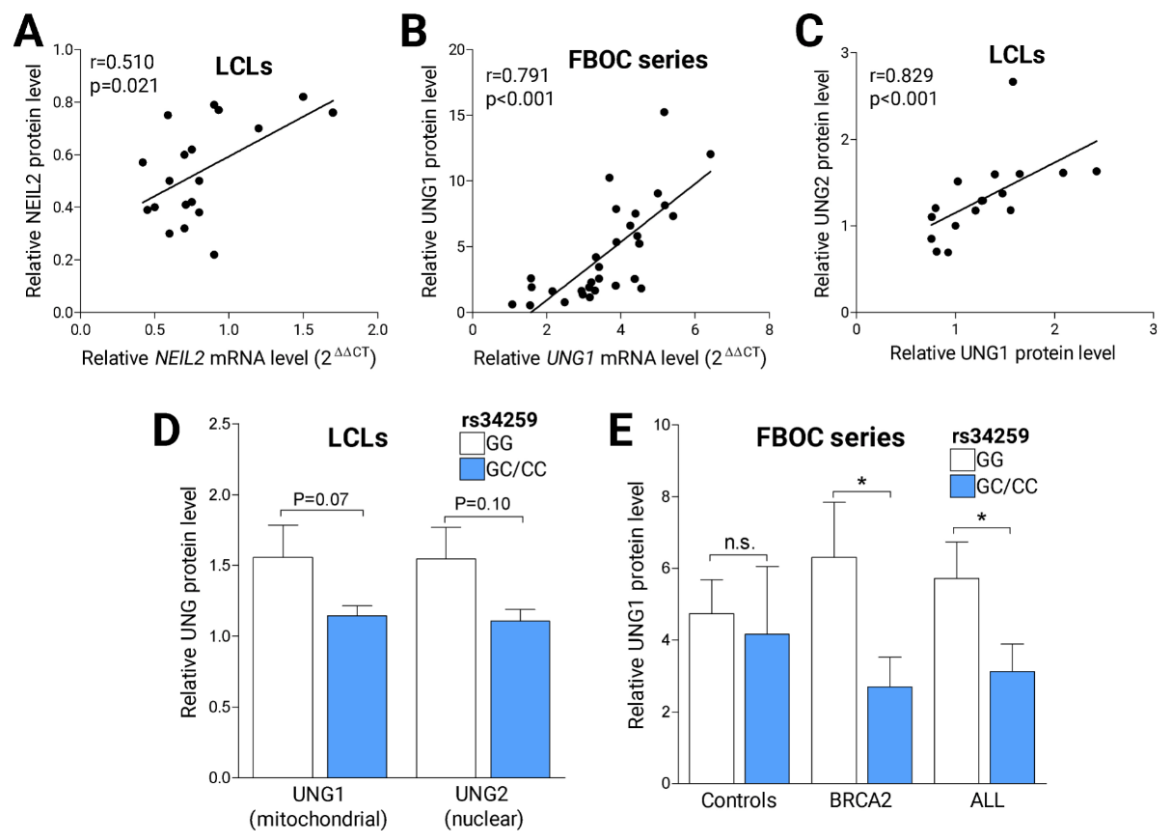 A
r=0.510
p=0.021
LCLs
Relative NEIL2 protein level
1.0
0.8
0.6
0.4
0.2
0.0
0.0 0.5 1.0 1.5 2.0
Relative NEIL2 mRNA level (2^ΔΔCT)
B
r=0.791
p<0.001
FBOC series
Relative UNG1 protein level
20
15
10
5
0
0 2 4 6 8
Relative UNG1 mRNA level (2^ΔΔCT)
C
r=0.829
p<0.001
LCLs
Relative UNG2 protein level
3
2
1
0
0 1 2 3
Relative UNG1 protein level
D
LCLs
rs34259
GG
GC/CC
Relative UNG protein level
2.5
2.0
1.5
1.0
0.5
0.0
P=0.07
P=0.10
UNG1 UNG2
(mitochondrial) (nuclear)
E
FBOC series
rs34259
GG
GC/CC
Relative UNG1 protein level
10
8
6
4
2
0
n.s.
*
*
Controls BRCA2 ALL